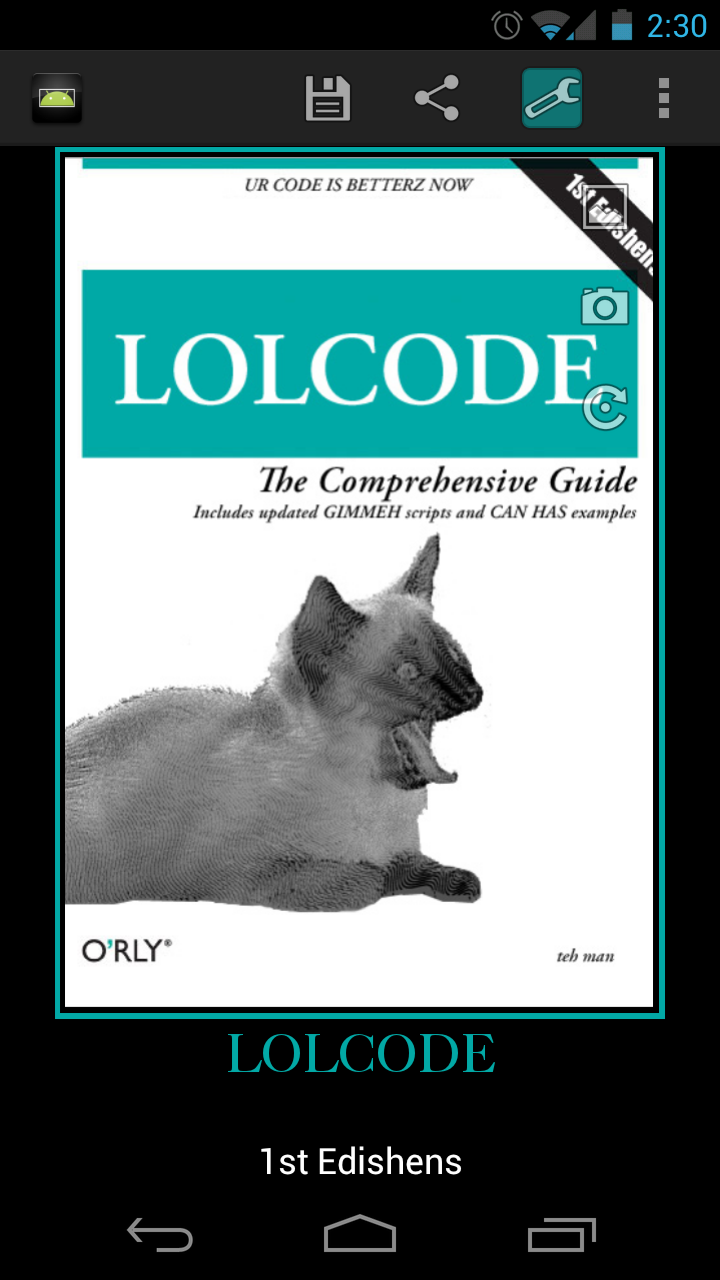 2:30
UR CODE IS BETTERZ NOW
1st Edishens
LOLCODE
The Comprehensive Guide
Includes updated GIMMEH scripts and CAN HAS examples
O'RLY®
teh man
LOLCODE
1st Edishens